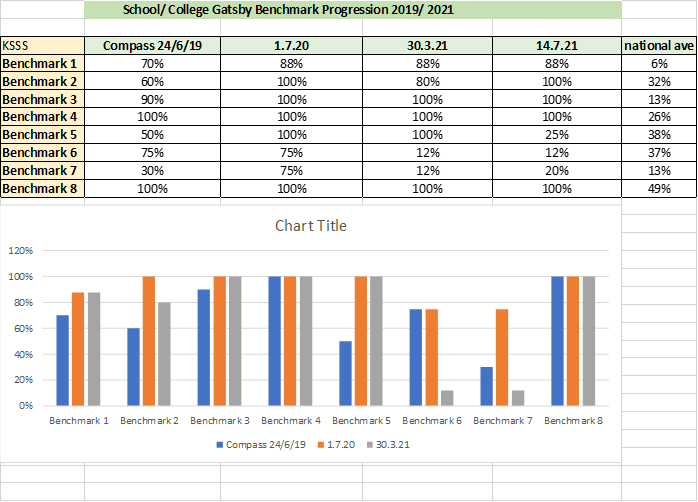 School/ College Gatsby Benchmark Progression 2019/ 2021
KSSS Compass 24/6/19 1.7.20 30.3.21 14.7.21 national ave
Benchmark 1 70% 88% 88% 88% 6%
Benchmark 2 60% 100% 80% 100% 32%
Benchmark 3 90% 100% 100% 100% 13%
Benchmark 4 100% 100% 100% 100% 26%
Benchmark 5 50% 100% 100% 25% 38%
Benchmark 6 75% 75% 12% 12% 37%
Benchmark 7 30% 75% 12% 20% 13%
Benchmark 8 100% 100% 100% 100% 49%
Chart Title
120%
100%
80%
60%
40%
20%
0%
Benchmark 1 Benchmark 2 Benchmark 3 Benchmark 4 Benchmark 5 Benchmark 6 Benchmark 7 Benchmark 8
Compass 24/6/19 1.7.20 30.3.21